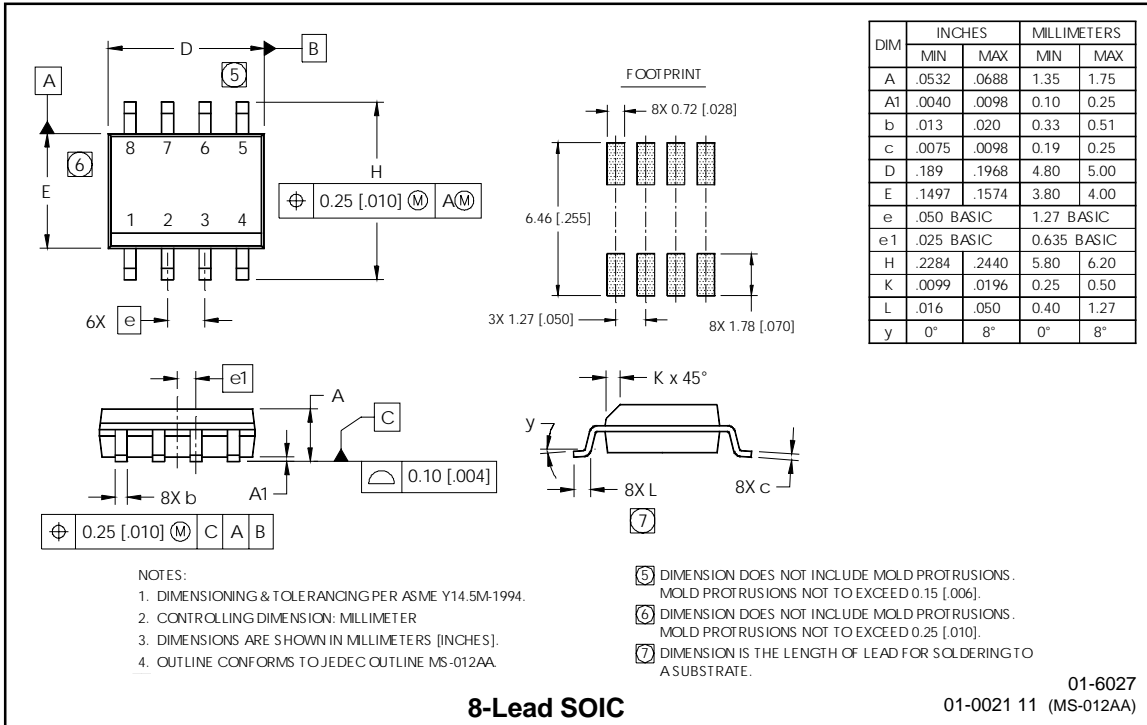 D
B
5
A
8 7 6 5
6
E
H
⌖ 0.25 [.010] Ⓜ AⓂ
1 2 3 4
6X e
FOOTPRINT
8X 0.72 [.028]
6.46 [.255]
3X 1.27 [.050]
8X 1.78 [.070]
DIM INCHES MILLIMETERS
MIN MAX MIN MAX
A .0532 .0688 1.35 1.75
A1 .0040 .0098 0.10 0.25
b .013 .020 0.33 0.51
c .0075 .0098 0.19 0.25
D .189 .1968 4.80 5.00
E .1497 .1574 3.80 4.00
e .050 BASIC 1.27 BASIC
e1 .025 BASIC 0.635 BASIC
H .2284 .2440 5.80 6.20
K .0099 .0196 0.25 0.50
L .016 .050 0.40 1.27
y 0° 8° 0° 8°
e1
A
C
8X b
A1
⌓ 0.10 [.004]
⌖ 0.25 [.010] Ⓜ C A B
K x 45°
y
8X L
8X c
7
NOTES:
1. DIMENSIONING & TOLERANCING PER ASME Y14.5M-1994.
2. CONTROLLING DIMENSION: MILLIMETER
3. DIMENSIONS ARE SHOWN IN MILLIMETERS [INCHES].
4. OUTLINE CONFORMS TO JEDEC OUTLINE MS-012AA.
5 DIMENSION DOES NOT INCLUDE MOLD PROTRUSIONS.
MOLD PROTRUSIONS NOT TO EXCEED 0.15 [.006].
6 DIMENSION DOES NOT INCLUDE MOLD PROTRUSIONS.
MOLD PROTRUSIONS NOT TO EXCEED 0.25 [.010].
7 DIMENSION IS THE LENGTH OF LEAD FOR SOLDERING TO
A SUBSTRATE.
8-Lead SOIC
01-6027
01-0021 11 (MS-012AA)